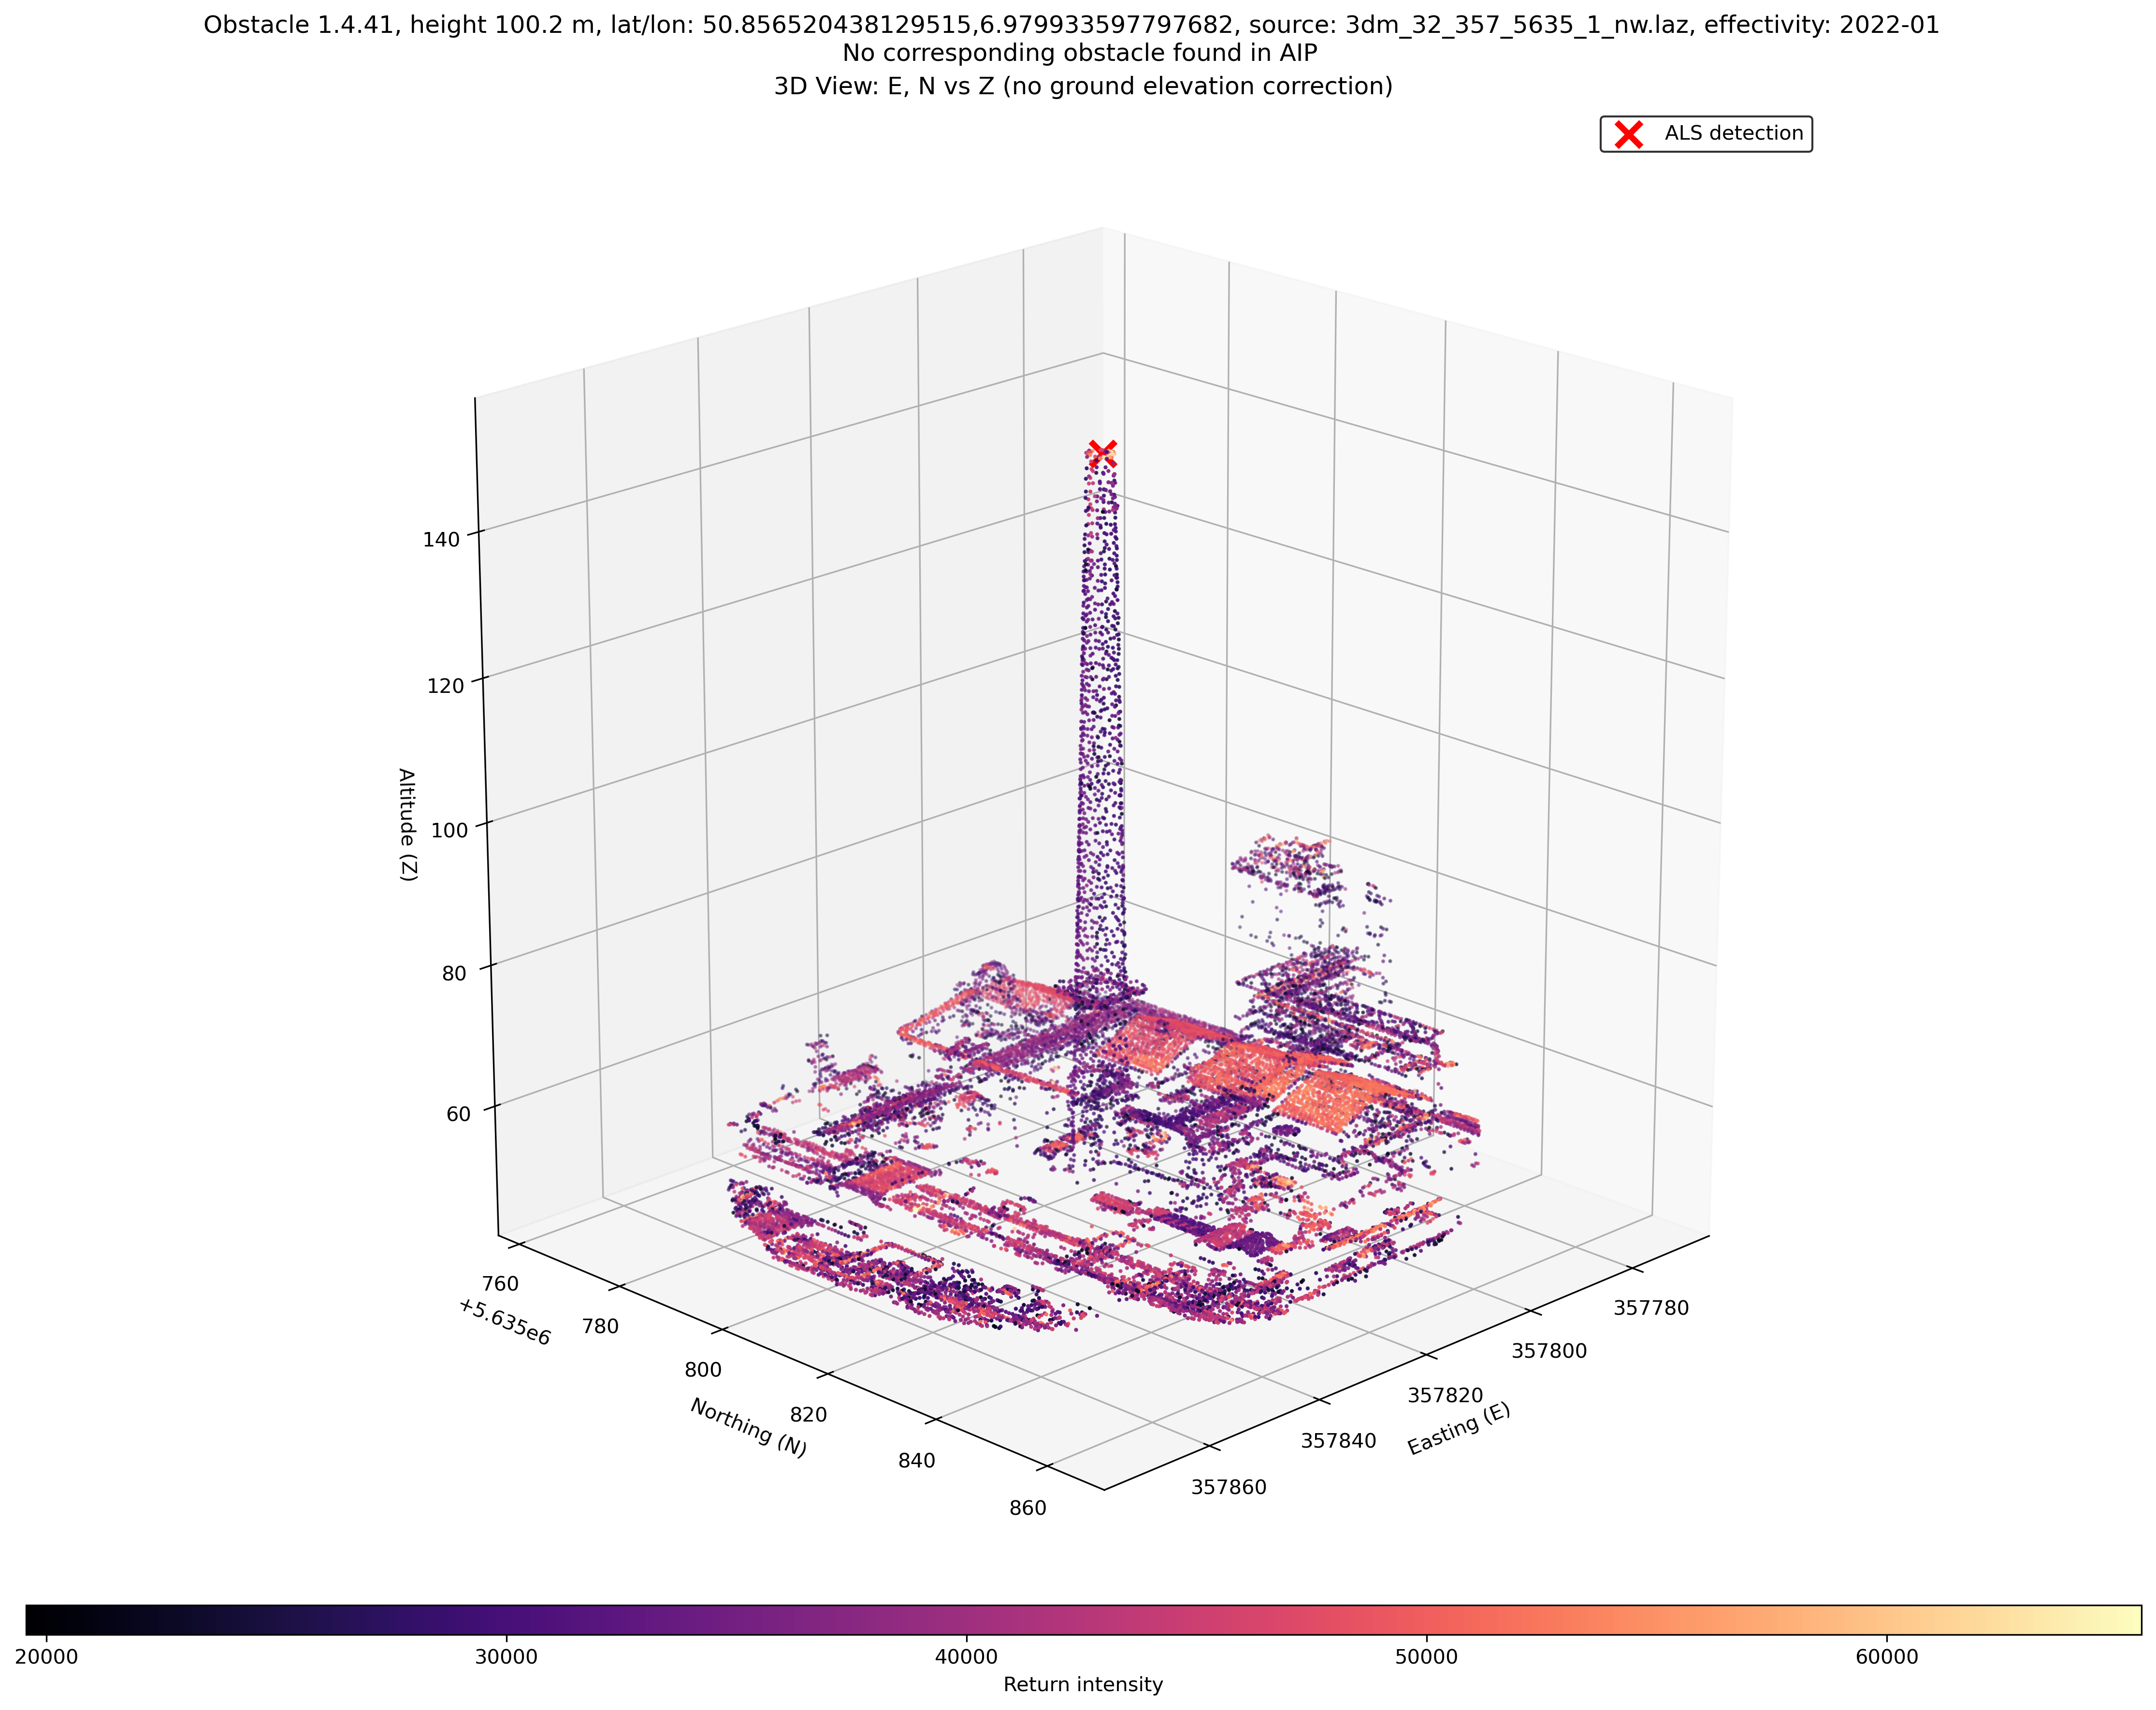 Obstacle 1.4.41, height 100.2 m, lat/lon: 50.856520438129515,6.979933597797682, source: 3dm_32_357_5635_1_nw.laz, effectivity: 2022-01
No corresponding obstacle found in AIP
3D View: E, N vs Z (no ground elevation correction)
ALS detection
140
120
100
80
60
Altitude (Z)
760
780
800
820
840
860
+5.635e6
Northing (N)
357780
357800
357820
357840
357860
Easting (E)
20000
30000
40000
50000
60000
Return intensity